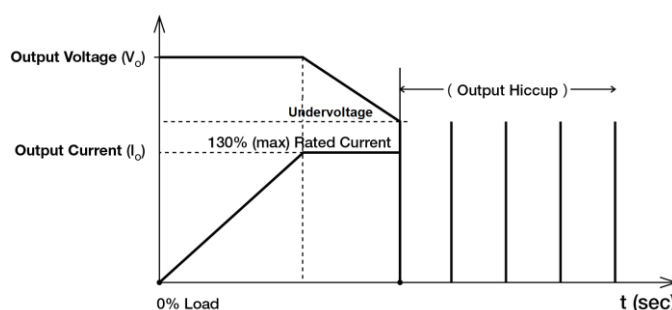 Output Voltage (Vo)
( Output Hiccup )
Undervoltage
130% (max) Rated Current
Output Current (Io)
0% Load
t (sec)